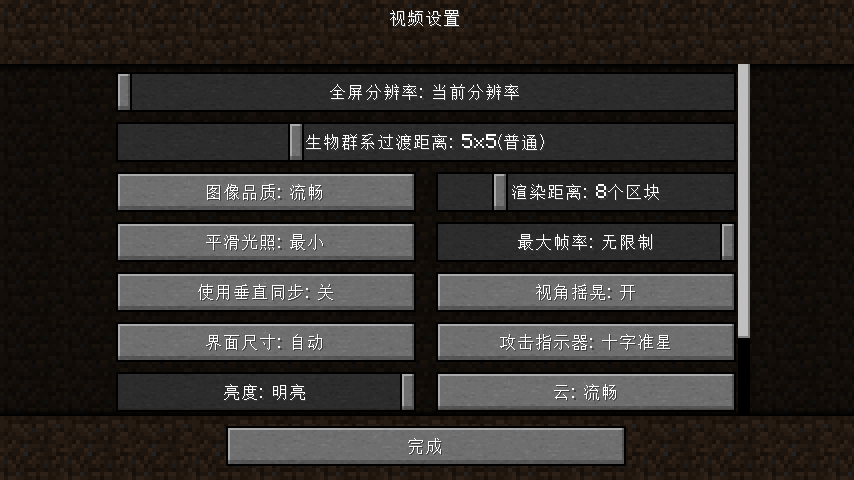 视频设置
全屏分辨率: 当前分辨率
生物群系过渡距离: 5x5(普通)
图像品质: 流畅
渲染距离: 8个区块
平滑光照: 最小
最大帧率: 无限制
使用垂直同步: 关
视角摇晃: 开
界面尺寸: 自动
攻击指示器: 十字准星
亮度: 明亮
云: 流畅
完成